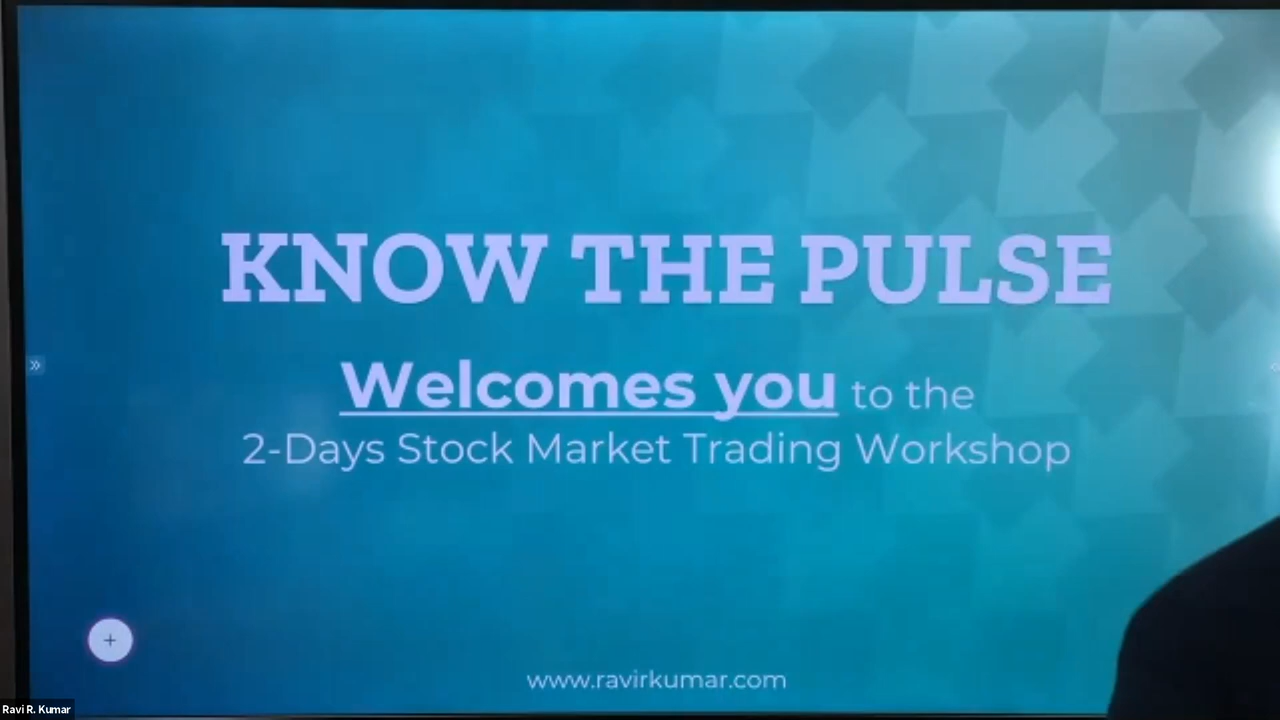 KNOW THE PULSE
Welcomes you to the
2-Days Stock Market Trading Workshop
www.ravirkumar.com
Ravi R. Kumar